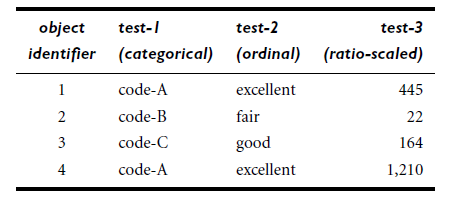 object test-1 test-2 test-3
identifier (categorical) (ordinal) (ratio-scaled)
1 code-A excellent 445
2 code-B fair 22
3 code-C good 164
4 code-A excellent 1,210